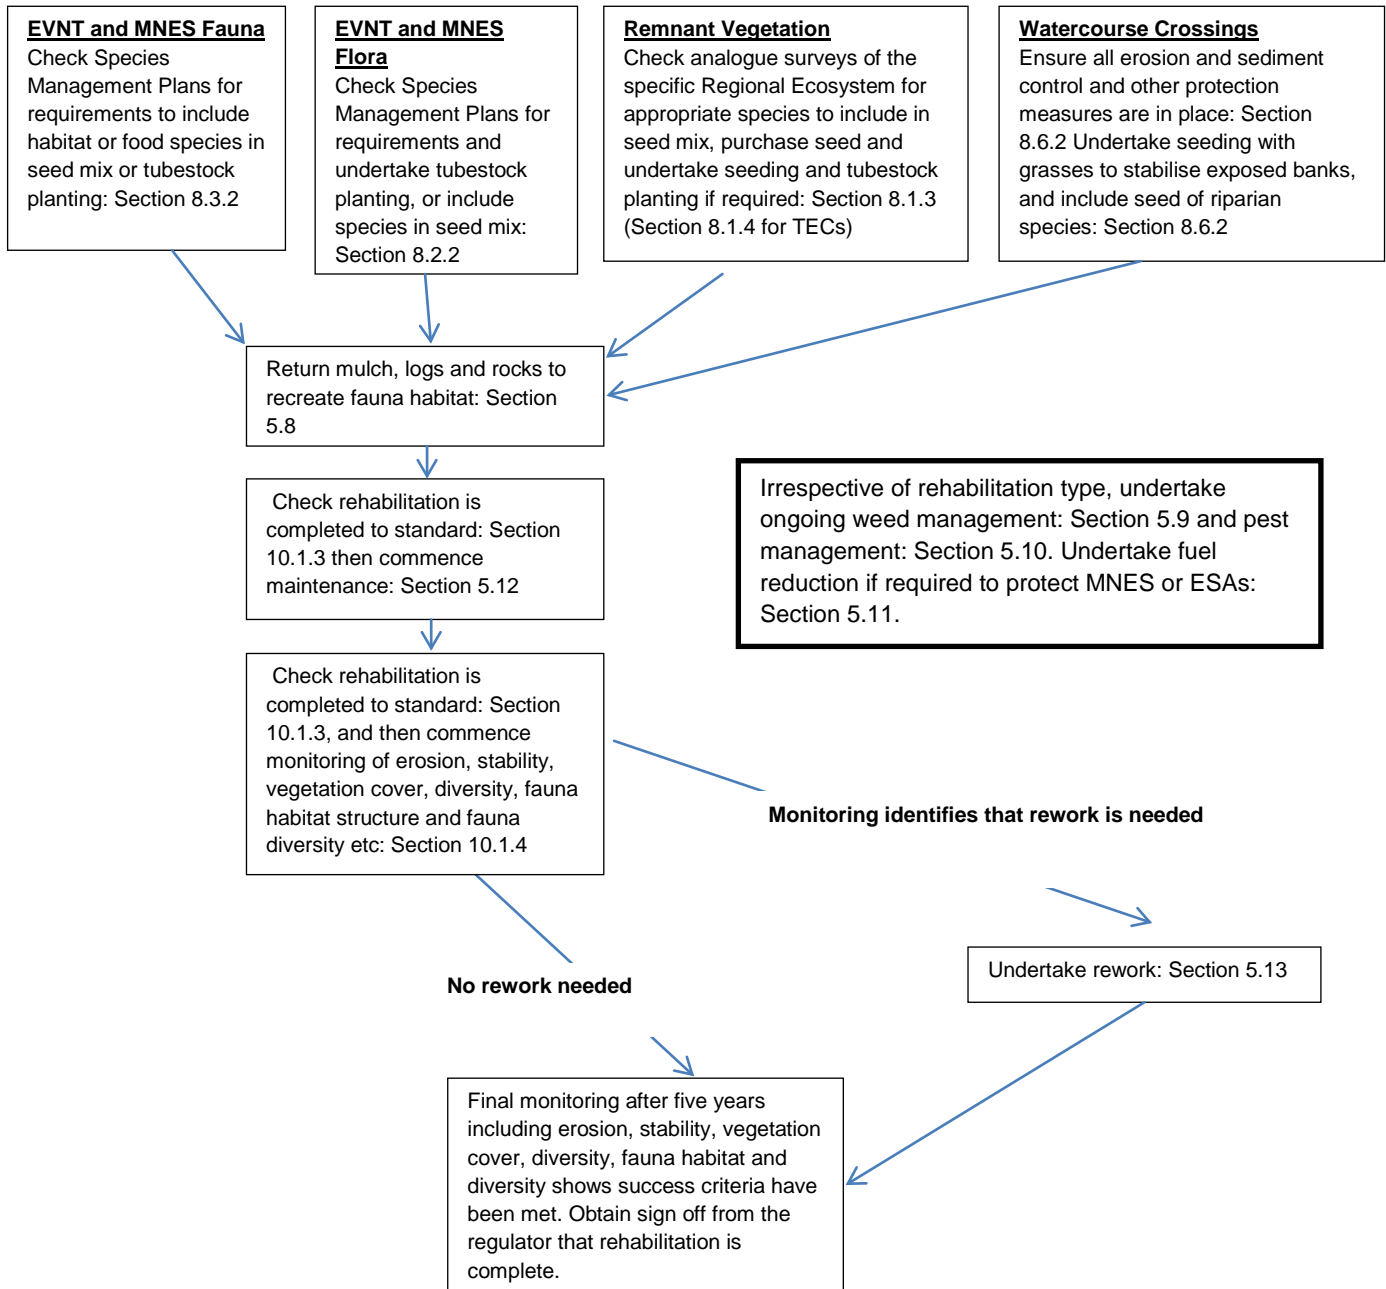 EVNT and MNES Fauna
Check Species
Management Plans for
requirements to include
habitat or food species in
seed mix or tubestock
planting: Section 8.3.2
EVNT and MNES
Flora
Check Species
Management Plans for
requirements and
undertake tubestock
planting, or include
species in seed mix:
Section 8.2.2
Remnant Vegetation
Check analogue surveys of the
specific Regional Ecosystem for
appropriate species to include in
seed mix, purchase seed and
undertake seeding and tubestock
planting if required: Section 8.1.3
(Section 8.1.4 for TECs)
Watercourse Crossings
Ensure all erosion and sediment
control and other protection
measures are in place: Section
8.6.2 Undertake seeding with
grasses to stabilise exposed banks,
and include seed of riparian
species: Section 8.6.2
Return mulch, logs and rocks to
recreate fauna habitat: Section
5.8
Check rehabilitation is
completed to standard: Section
10.1.3 then commence
maintenance: Section 5.12
Irrespective of rehabilitation type, undertake
ongoing weed management: Section 5.9 and pest
management: Section 5.10. Undertake fuel
reduction if required to protect MNES or ESAs:
Section 5.11.
Check rehabilitation is
completed to standard: Section
10.1.3, and then commence
monitoring of erosion, stability,
vegetation cover, diversity, fauna
habitat structure and fauna
diversity etc: Section 10.1.4
Monitoring identifies that rework is needed
No rework needed
Undertake rework: Section 5.13
Final monitoring after five years
including erosion, stability, vegetation
cover, diversity, fauna habitat and
diversity shows success criteria have
been met. Obtain sign off from the
regulator that rehabilitation is
complete.